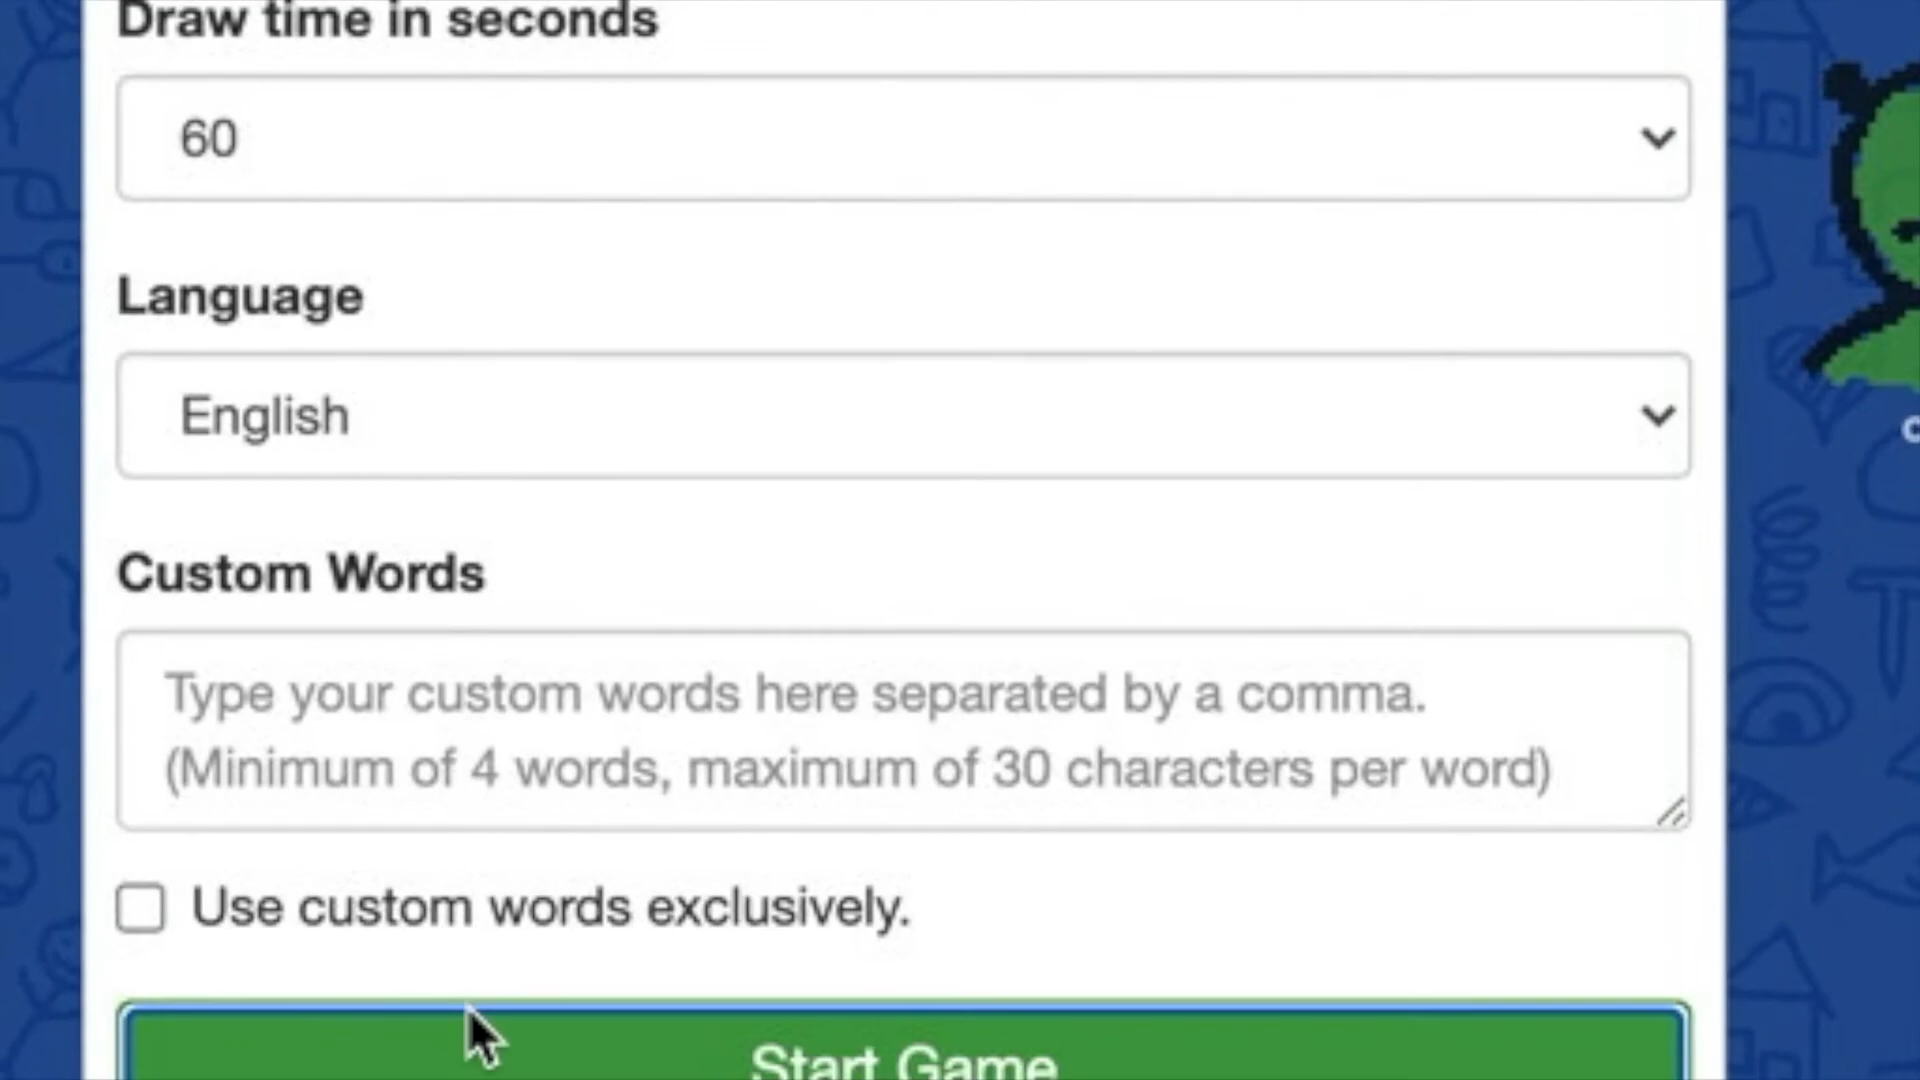 Draw time in seconds
60
Language
English
Custom Words
Type your custom words here separated by a comma.
(Minimum of 4 words, maximum of 30 characters per word)
Use custom words exclusively.
Start Game